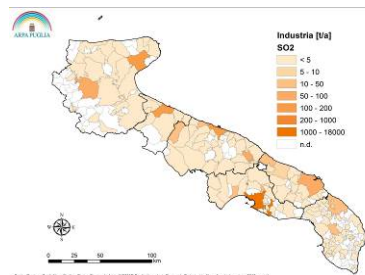 ARPA PUGLIA
Industria [t/a]
SO2
< 5
5 - 10
10 - 50
50 - 100
100 - 200
200 - 1000
1000 - 18000
n.d.
0 25 50 100
km